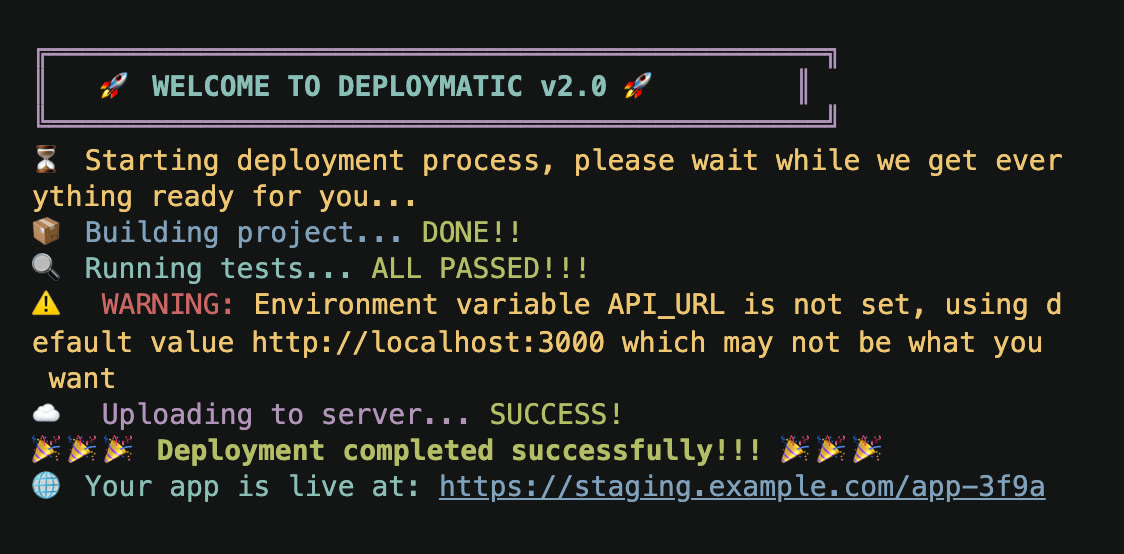 🚀 WELCOME TO DEPLOYMATIC v2.0 🚀
⏳ Starting deployment process, please wait while we get ever
ything ready for you...
📦 Building project... DONE!!
🔍 Running tests... ALL PASSED!!!
⚠️ WARNING: Environment variable API_URL is not set, using d
efault value http://localhost:3000 which may not be what you
 want
☁️ Uploading to server... SUCCESS!
🎉🎉🎉 Deployment completed successfully!!! 🎉🎉🎉
🌐 Your app is live at: https://staging.example.com/app-3f9a